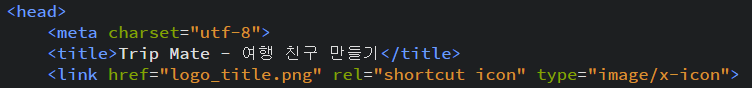 <head>
<meta charset="utf-8">
<title>Trip Mate - 여행 친구 만들기</title>
<link href="logo_title.png" rel="shortcut icon" type="image/x-icon">